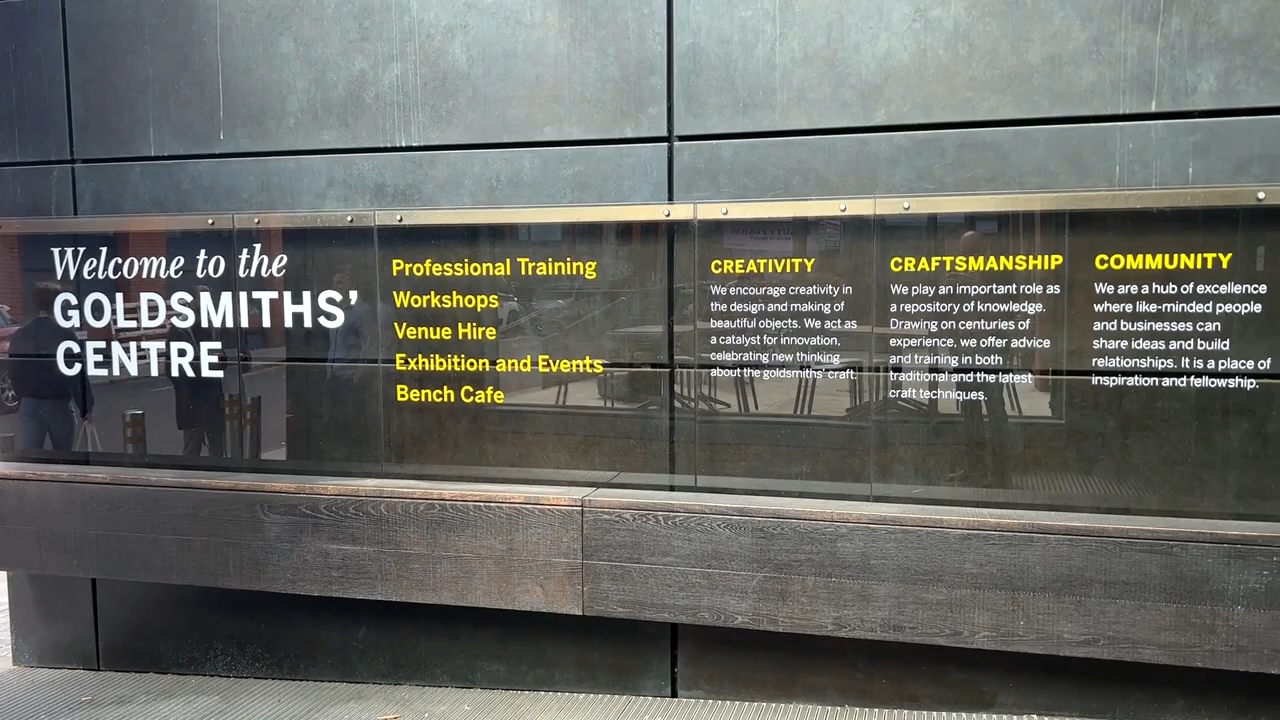 Welcome to the
GOLDSMITHS'
CENTRE
Professional Training
Workshops
Venue Hire
Exhibition and Events
Bench Cafe
CREATIVITY
We encourage creativity in
the design and making of
beautiful objects. We act as
a catalyst for innovation,
celebrating new thinking
about the goldsmiths' craft.
CRAFTSMANSHIP
We play an important role as
a repository of knowledge.
Drawing on centuries of
experience, we offer advice
and training in both
traditional and the latest
craft techniques.
COMMUNITY
We are a hub of excellence
where like-minded people
and businesses can
share ideas and build
relationships. It is a place of
inspiration and fellowship.